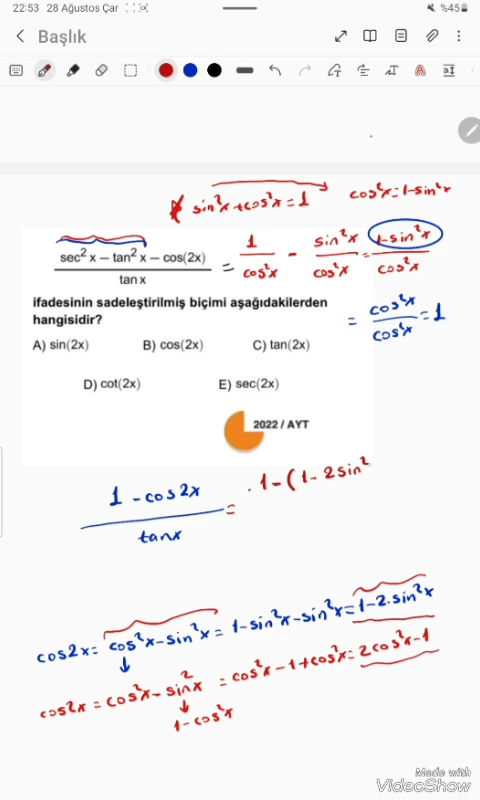 22:53 28 Ağustos Çar %45
Başlık
sin²x+cos²x=1 cos²x=1-sin²x
sec² x – tan² x – cos(2x)
tan x
= 1/cos²x - sin²x/cos²x = 1-sin²x/cos²x
ifadesinin sadeleştirilmiş biçimi aşağıdakilerden
hangisidir?
= cos²x/cos²x = 1
A) sin(2x) B) cos(2x) C) tan(2x)
D) cot(2x) E) sec(2x)
2022 / AYT
1-cos2x/tanx = 1-(1-2sin²
cos2x= cos²x-sin²x = 1-sin²x-sin²x= 1-2.sin²x
cos2x = cos²x- sin²x = cos²x-1+cos²x= 2cos²x-1
1-cos²x
Made with
VideoShow